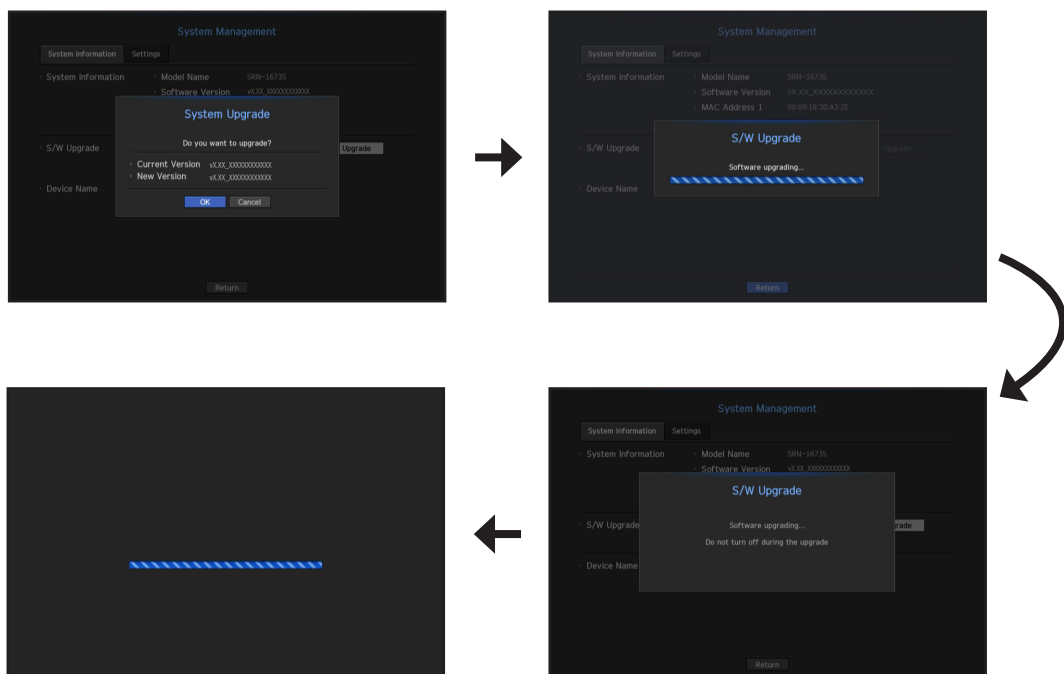 System Management
System Information Settings
System Information Model Name SRN-1673S
Software Version vX.XX_XXXXXXXXXXXX
System Upgrade
Do you want to upgrade?
S/W Upgrade Upgrade
Current Version vX.XX_XXXXXXXXXXXX
New Version vX.XX_XXXXXXXXXXXX
Device Name
OK Cancel
Return
System Management
System Information Settings
System Information Model Name SRN-1673S
Software Version vX.XX_XXXXXXXXXXXX
MAC Address 1 00:09:18:30:A3:2E
S/W Upgrade
S/W Upgrade Upgrade
Software upgrading...
Device Name
Return
System Management
System Information Settings
System Information Model Name SRN-1673S
Software Version vX.XX_XXXXXXXXXXXX
S/W Upgrade
S/W Upgrade Software upgrading... rade
Do not turn off during the upgrade
Device Name
Return